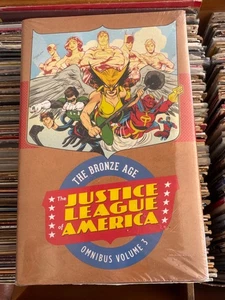 THE BRONZE AGE
The JUSTICE
LEAGUE
of AMERICA
OMNIBUS VOLUME 3